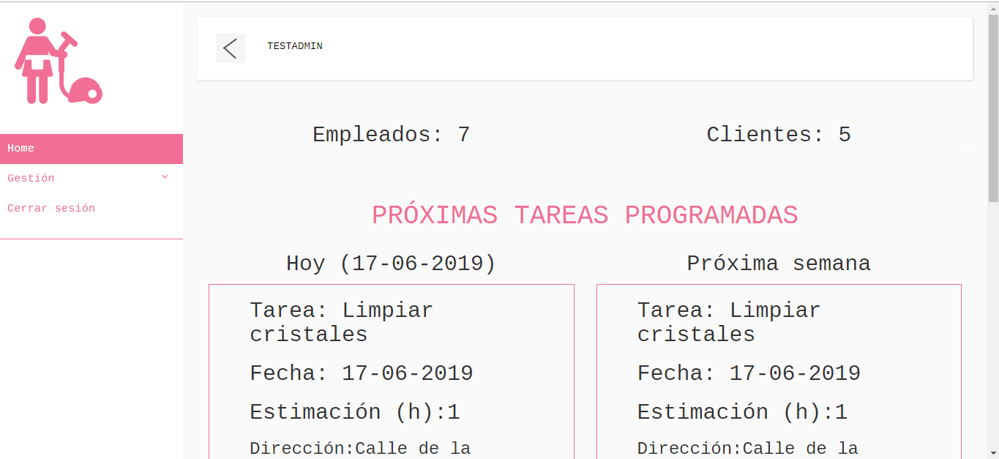 TESTADMIN
Home
Gestión
Cerrar sesión
Empleados: 7
Clientes: 5
PRÓXIMAS TAREAS PROGRAMADAS
Hoy (17-06-2019)
Tarea: Limpiar
cristales
Fecha: 17-06-2019
Estimación (h):1
Dirección:Calle de la
Próxima semana
Tarea: Limpiar
cristales
Fecha: 17-06-2019
Estimación (h):1
Dirección:Calle de la